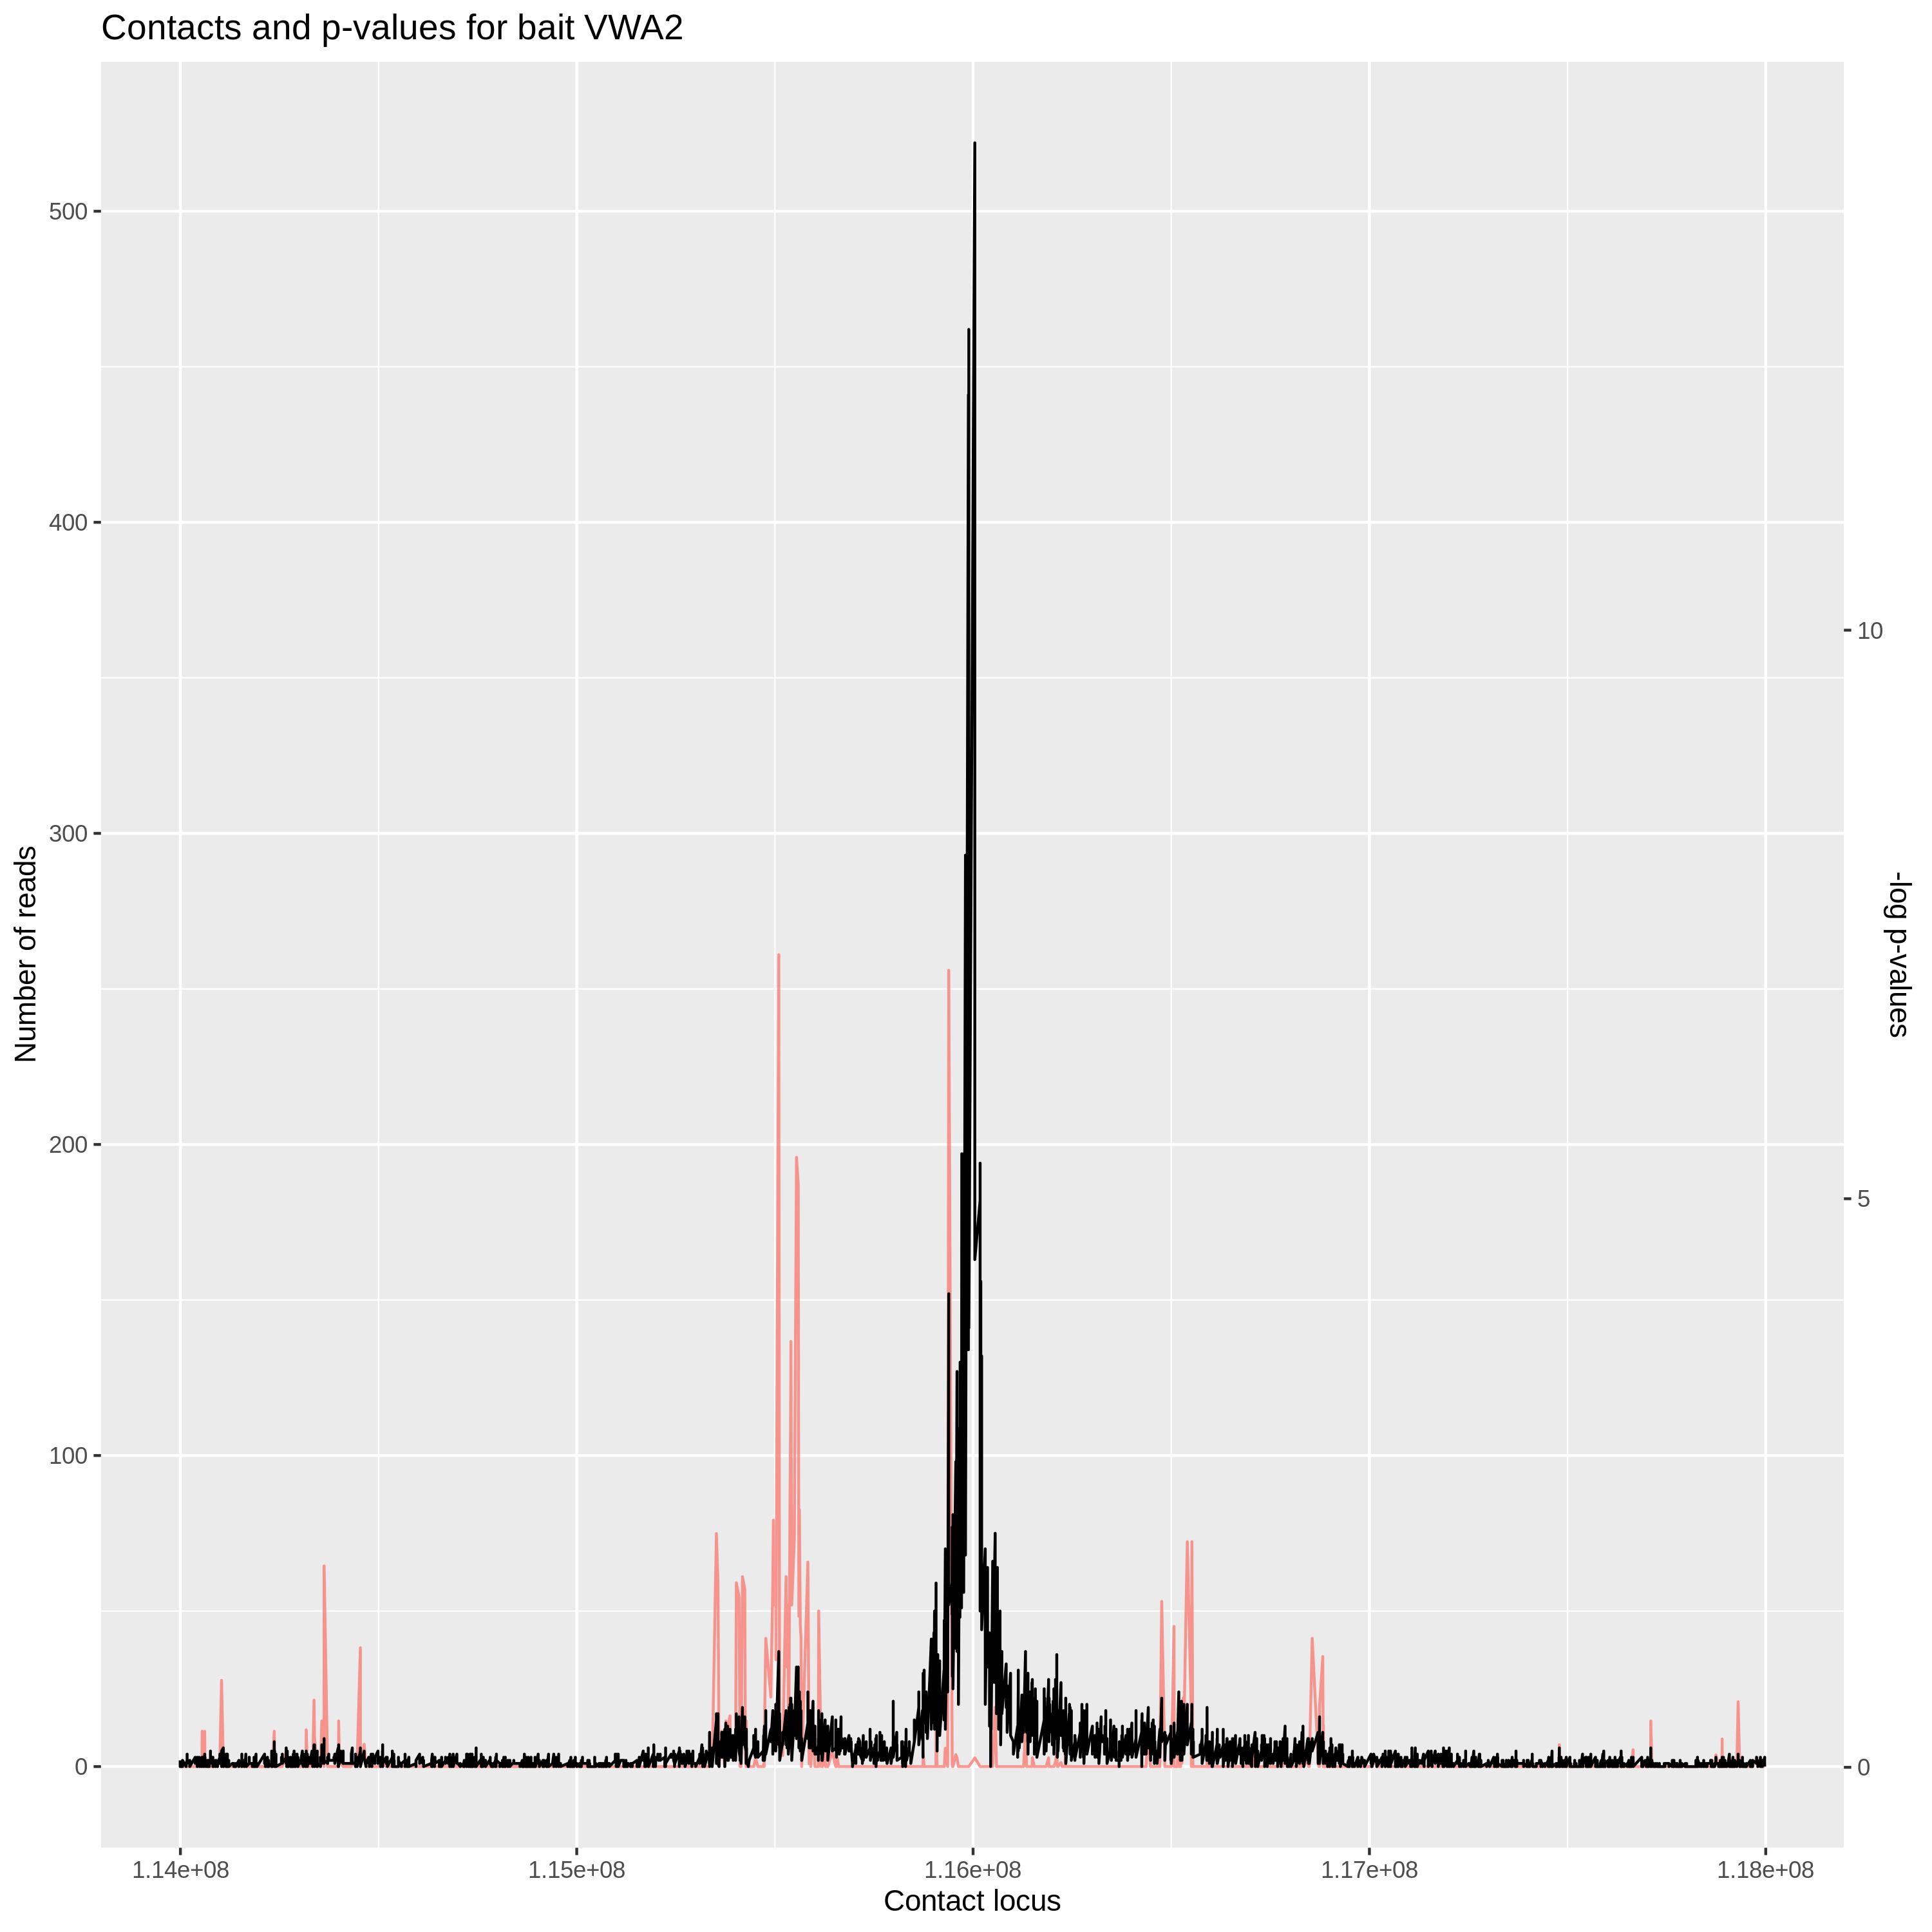 Contacts and p-values for bait VWA2
500
400
300
200
100
0
Number of reads
10
5
0
-log p-values
1.14e+08
1.15e+08
1.16e+08
1.17e+08
1.18e+08
Contact locus